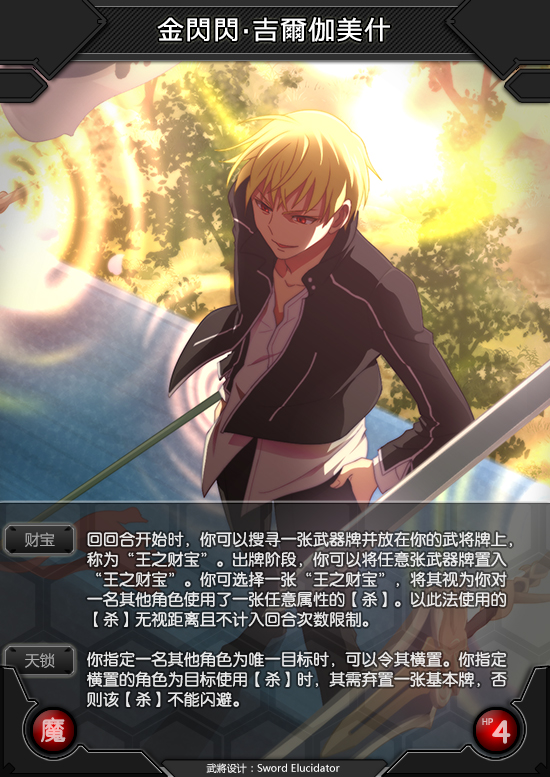 金閃閃·吉爾伽美什
财宝
回回合开始时，你可以搜寻一张武器牌并放在你的武将牌上，
称为“王之财宝”。出牌阶段，你可以将任意张武器牌置入
“王之财宝”。你可选择一张“王之财宝”，将其视为你对
一名其他角色使用了一张任意属性的【杀】。以此法使用的
【杀】无视距离且不计入回合次数限制。
天锁
你指定一名其他角色为唯一目标时，可以令其横置。你指定
横置的角色为目标使用【杀】时，其需弃置一张基本牌，否
则该【杀】不能闪避。
魔
HP 4
武将设计：Sword Elucidator